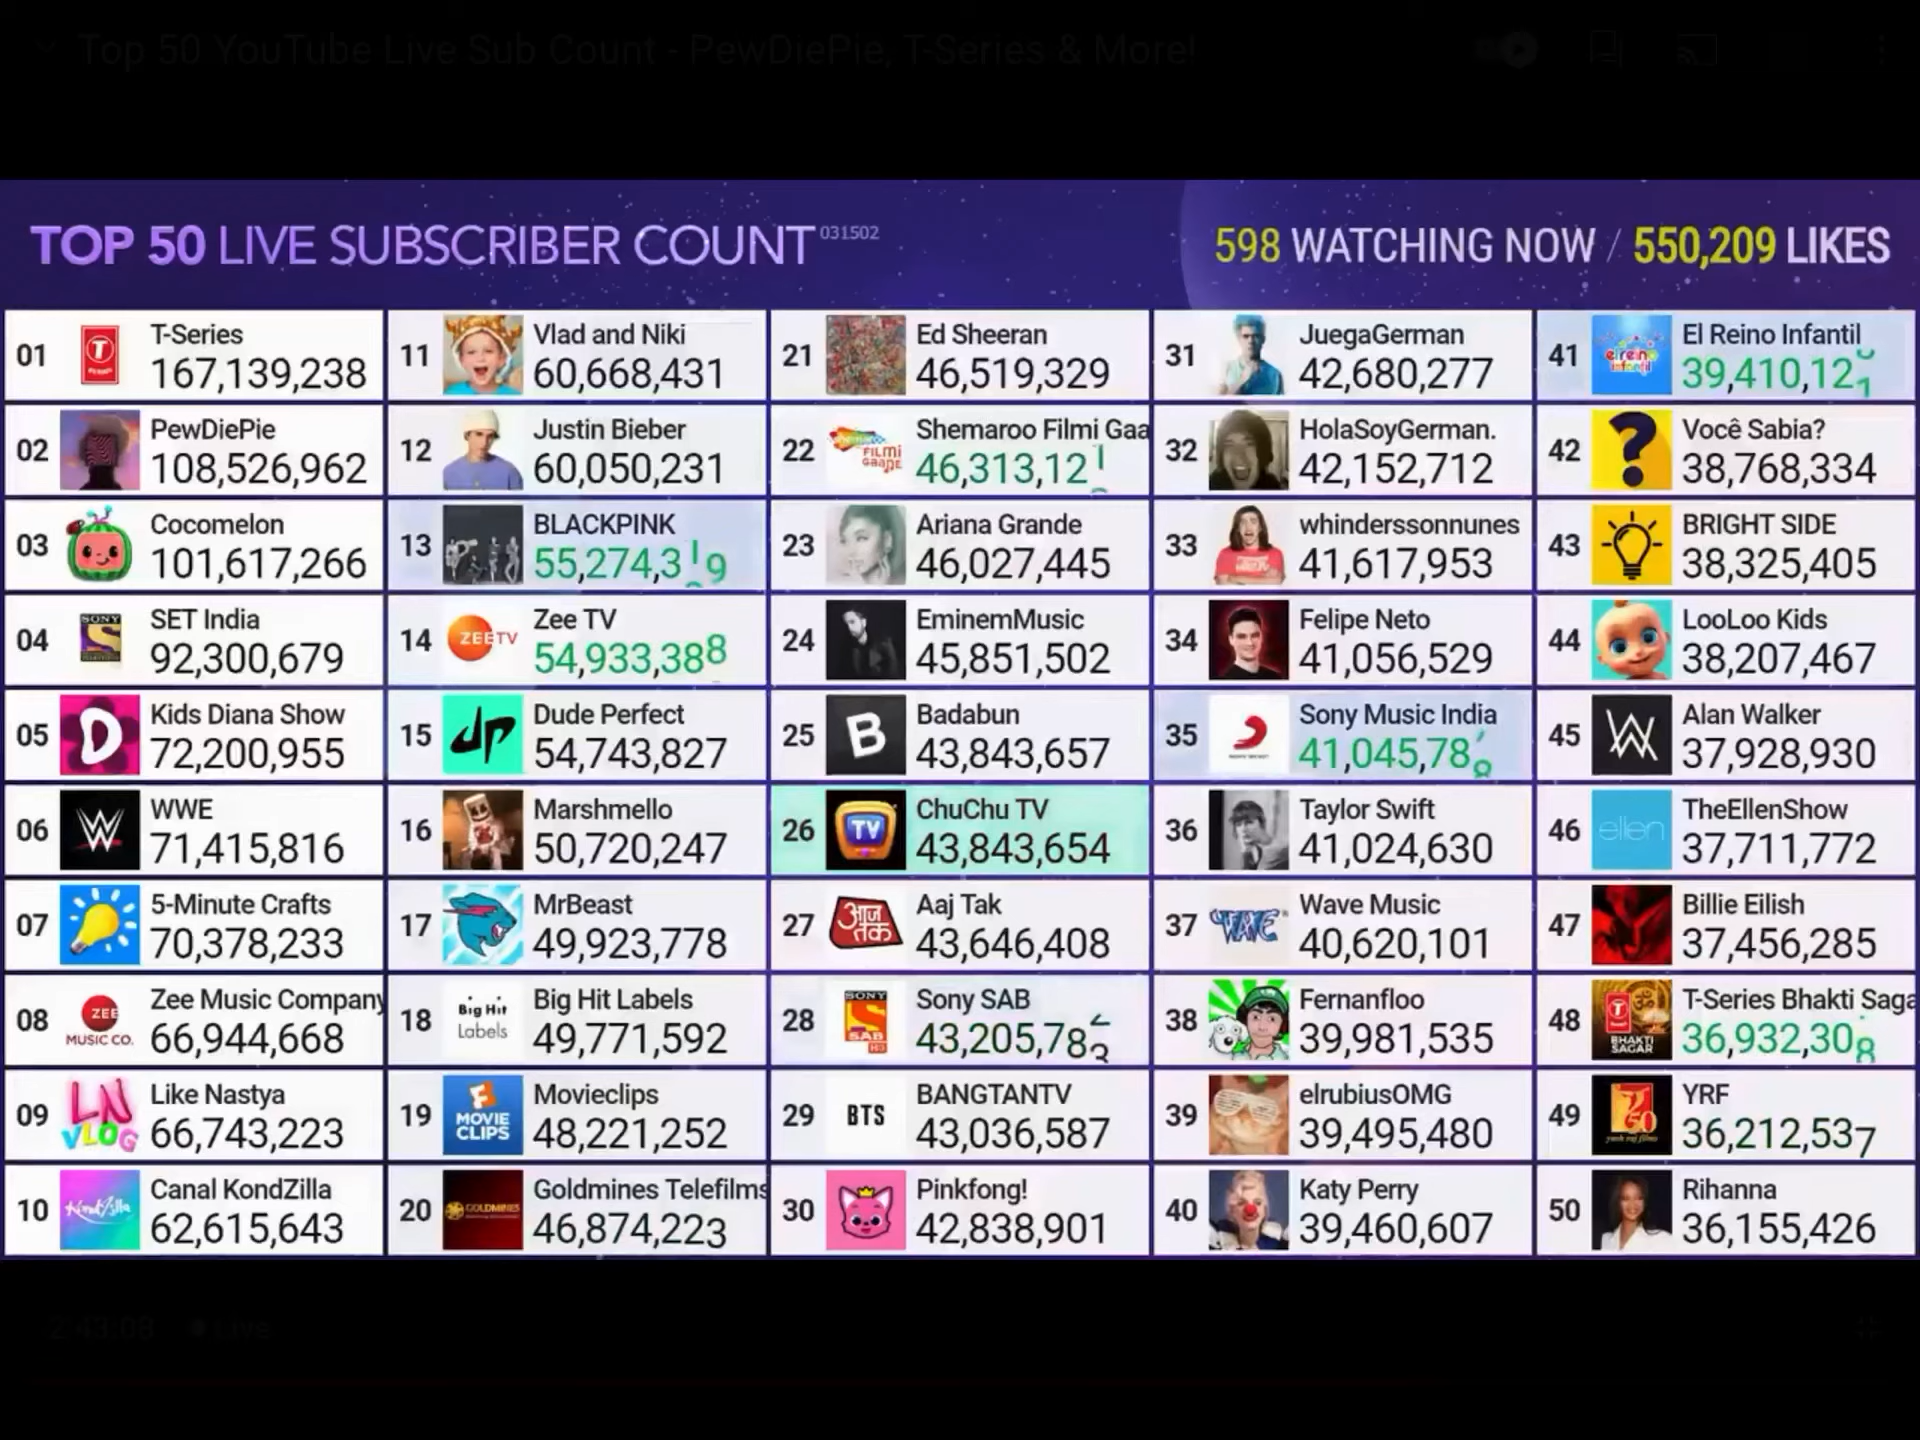 Top 50 YouTube Live Sub Count - PewDiePie, T-Series & More!
TOP 50 LIVE SUBSCRIBER COUNT 031502
598 WATCHING NOW / 550,209 LIKES
01 T-Series
167,139,238
02 PewDiePie
108,526,962
03 Cocomelon
101,617,266
04 SET India
92,300,679
05 Kids Diana Show
72,200,955
06 WWE
71,415,816
07 5-Minute Crafts
70,378,233
08 Zee Music Company
66,944,668
09 Like Nastya
66,743,223
10 Canal KondZilla
62,615,643
11 Vlad and Niki
60,668,431
12 Justin Bieber
60,050,231
13 BLACKPINK
14 Zee TV
54,933,388
15 Dude Perfect
54,743,827
16 Marshmello
50,720,247
17 MrBeast
49,923,778
18 Big Hit Labels
49,771,592
19 Movieclips
48,221,252
20 Goldmines Telefilms
46,874,223
21 Ed Sheeran
46,519,329
22 Shemaroo Filmi Gaa
23 Ariana Grande
46,027,445
24 EminemMusic
45,851,502
25 Badabun
43,843,657
26 ChuChu TV
43,843,654
27 Aaj Tak
43,646,408
28 Sony SAB
29 BANGTANTV
43,036,587
30 Pinkfong!
42,838,901
31 JuegaGerman
42,680,277
32 HolaSoyGerman.
42,152,712
33 whinderssonnunes
41,617,953
34 Felipe Neto
41,056,529
35 Sony Music India
36 Taylor Swift
41,024,630
37 Wave Music
40,620,101
38 Fernanfloo
39,981,535
39 elrubiusOMG
39,495,480
40 Katy Perry
39,460,607
41 El Reino Infantil
42 Você Sabia?
38,768,334
43 BRIGHT SIDE
38,325,405
44 LooLoo Kids
38,207,467
45 Alan Walker
37,928,930
46 TheEllenShow
37,711,772
47 Billie Eilish
37,456,285
48 T-Series Bhakti Saga
49 YRF
36,212,537
50 Rihanna
36,155,426
2:43:08 • Live